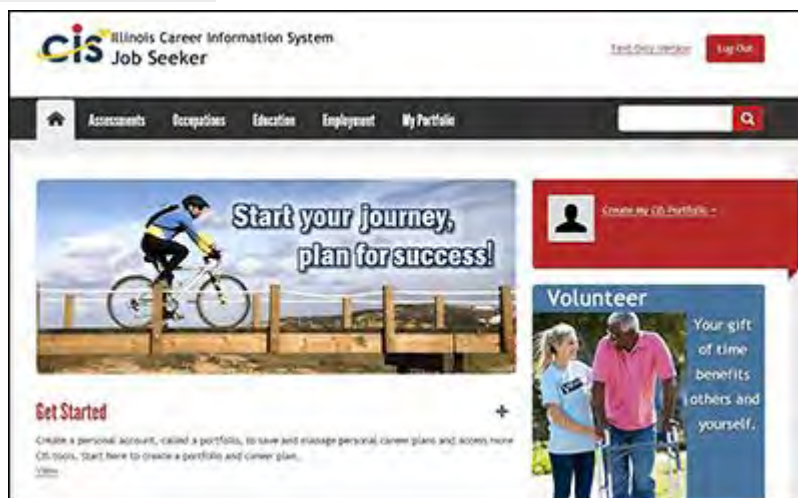 cis Illinois Career Information System
Job Seeker
Text Only Version
Log Out
Assessments Occupations Education Employment My Portfolio
Start your journey,
plan for success!
Create my CIS Portfolio
Volunteer
Your gift
of time
benefits
others and
yourself.
Get Started +
Create a personal account, called a portfolio, to save and manage personal career plans and access more
CIS tools. Start here to create a portfolio and career plan.
View